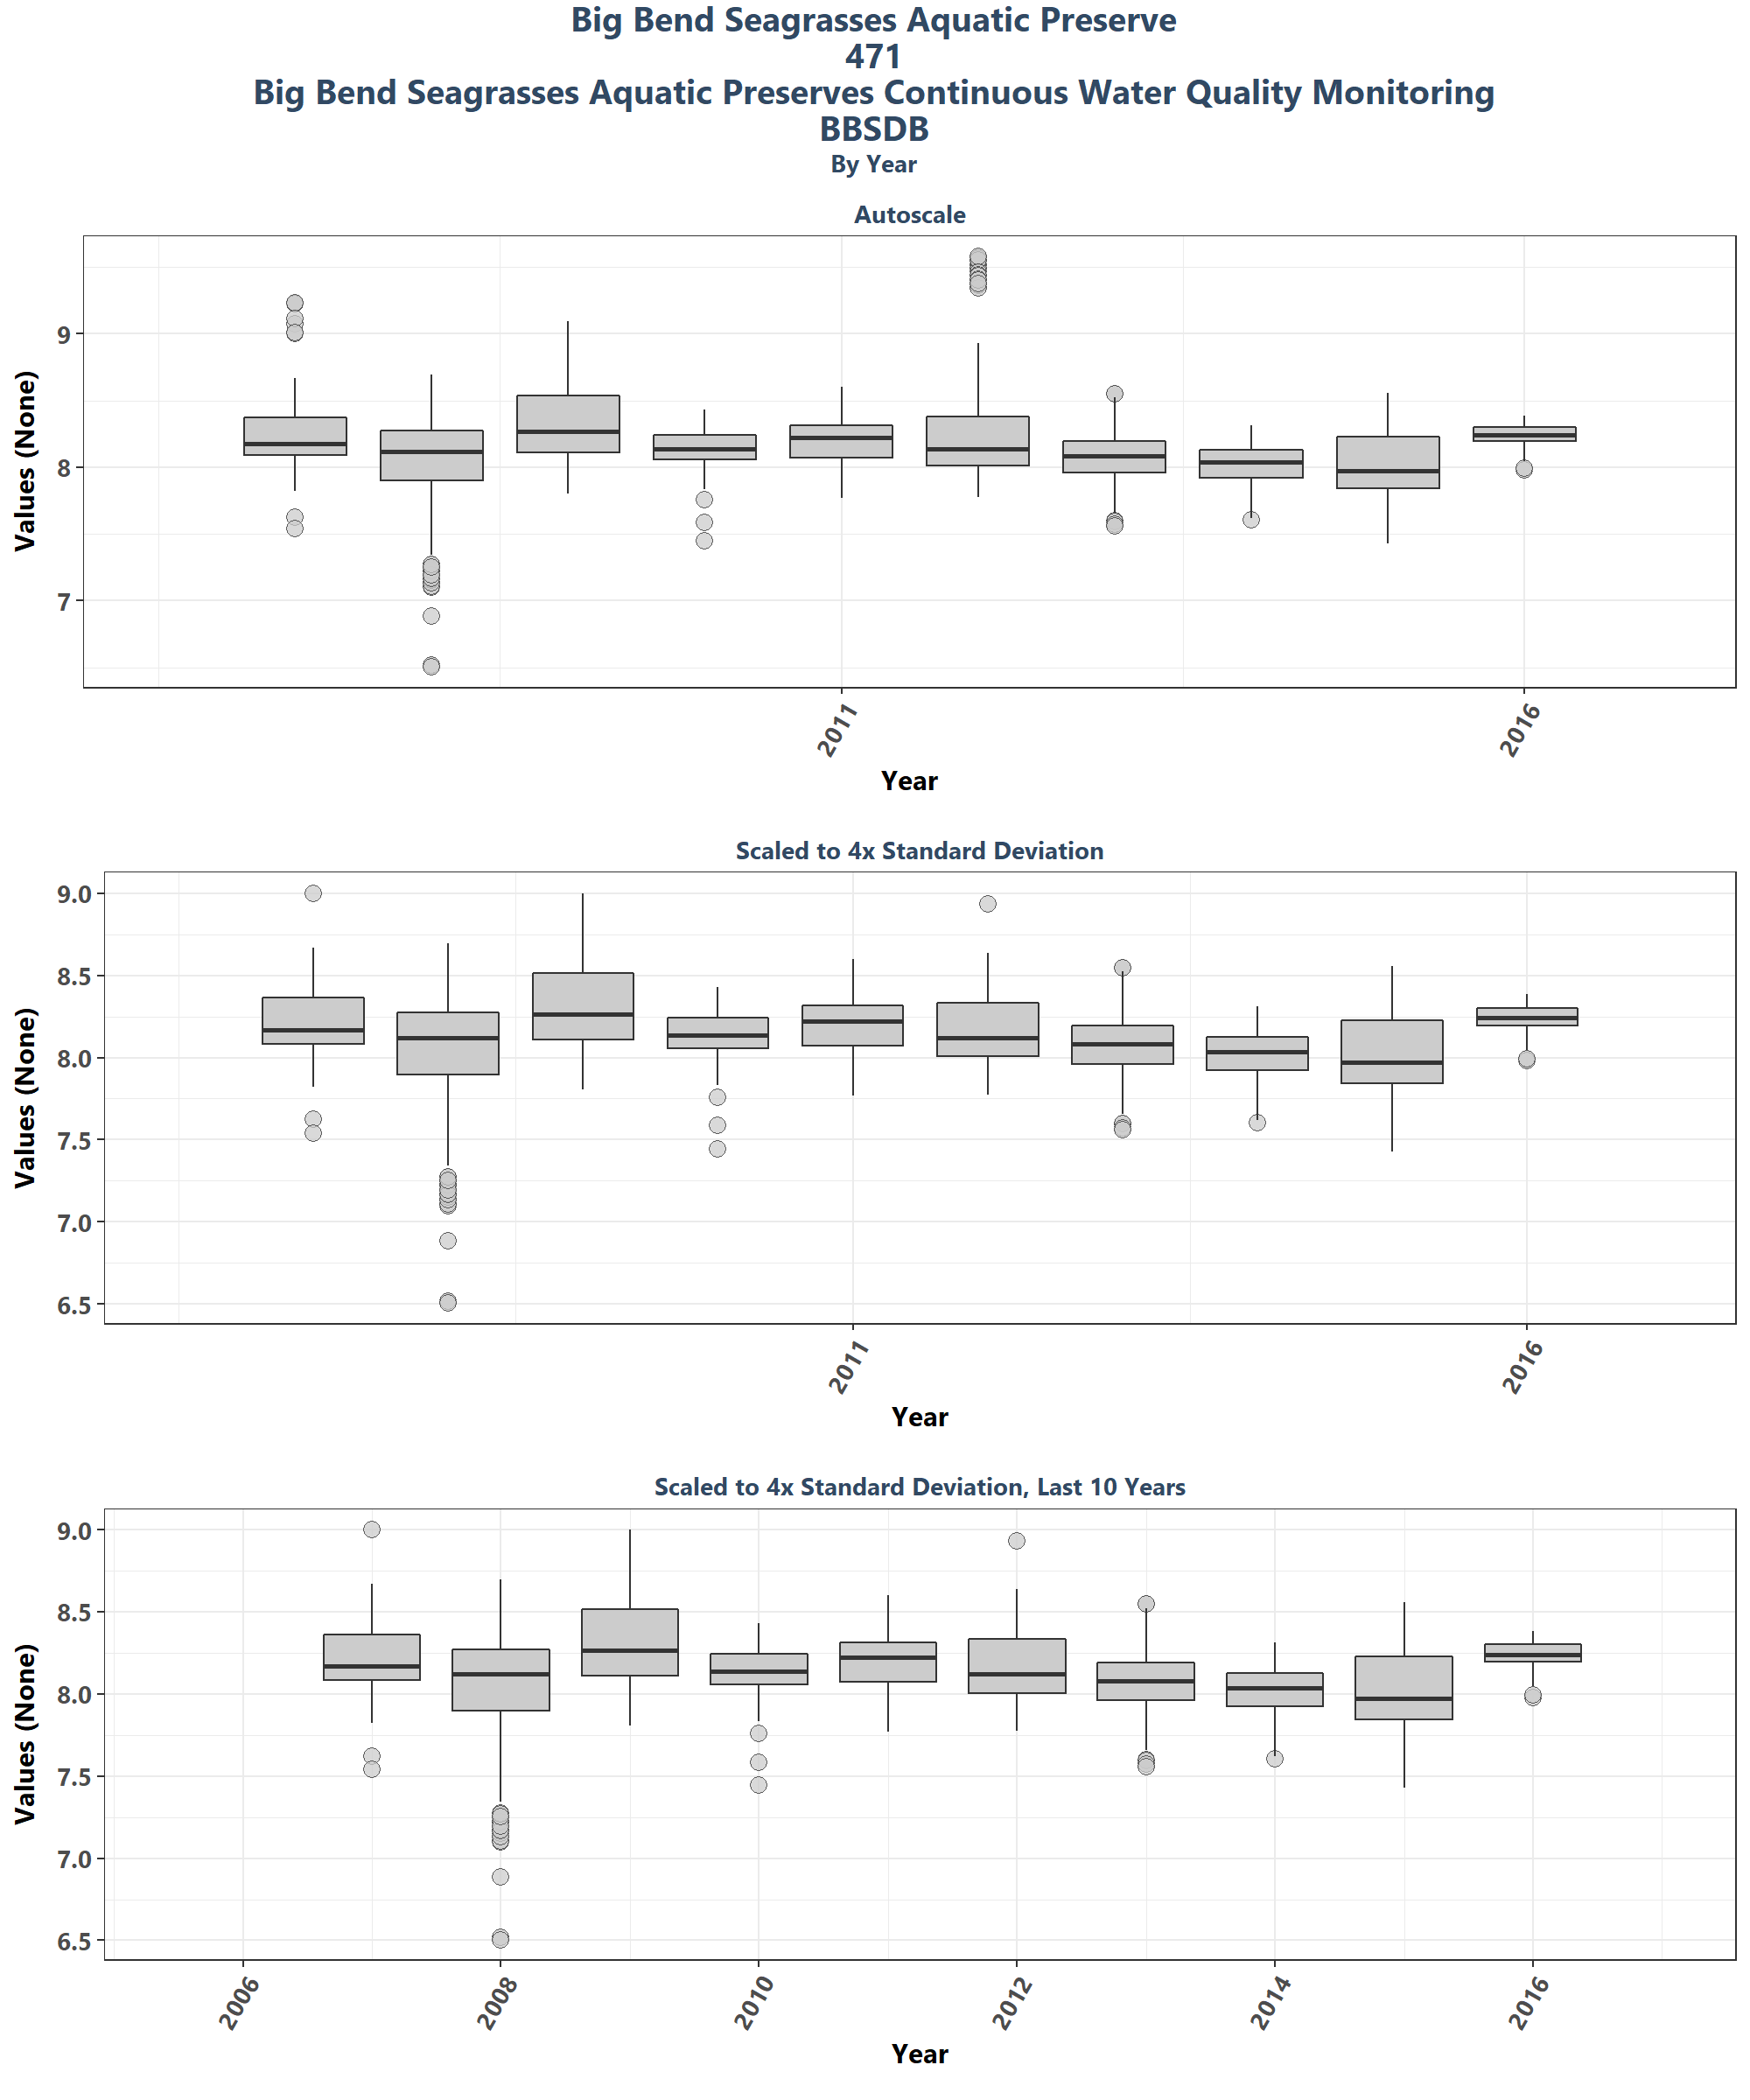 Big Bend Seagrasses Aquatic Preserve
471
Big Bend Seagrasses Aquatic Preserves Continuous Water Quality Monitoring
BBSDB
By Year
Autoscale
Values (None)
9
8
7
2011
2016
Year
Scaled to 4x Standard Deviation
Values (None)
9.0
8.5
8.0
7.5
7.0
6.5
2011
2016
Year
Scaled to 4x Standard Deviation, Last 10 Years
Values (None)
9.0
8.5
8.0
7.5
7.0
6.5
2006
2008
2010
2012
2014
2016
Year